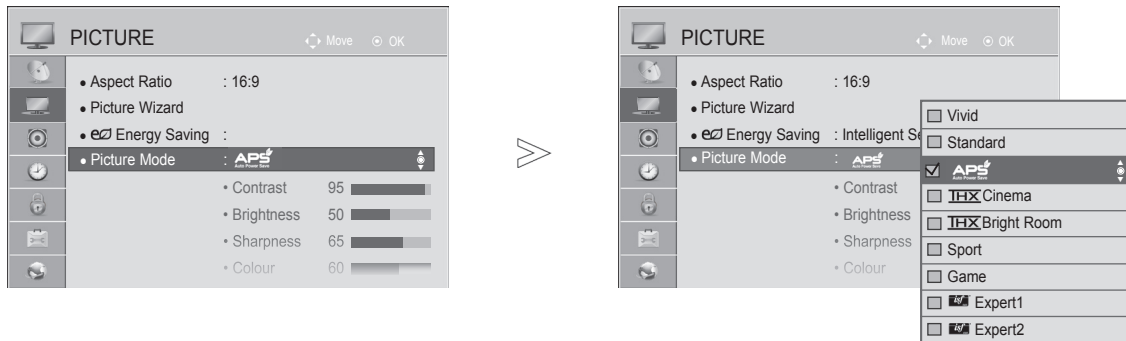 PICTURE
Move OK
• Aspect Ratio : 16:9
• Picture Wizard
• Energy Saving :
• Picture Mode : APS
Auto Power Save
• Contrast 95
• Brightness 50
• Sharpness 65
• Colour 60
PICTURE
Move OK
• Aspect Ratio : 16:9
• Picture Wizard
• Energy Saving : Intelligent Se
• Picture Mode : APS
Auto Power Save
• Contrast
• Brightness
• Sharpness
• Colour
Vivid
Standard
APS
Auto Power Save
THX Cinema
THX Bright Room
Sport
Game
isf Expert1
isf Expert2